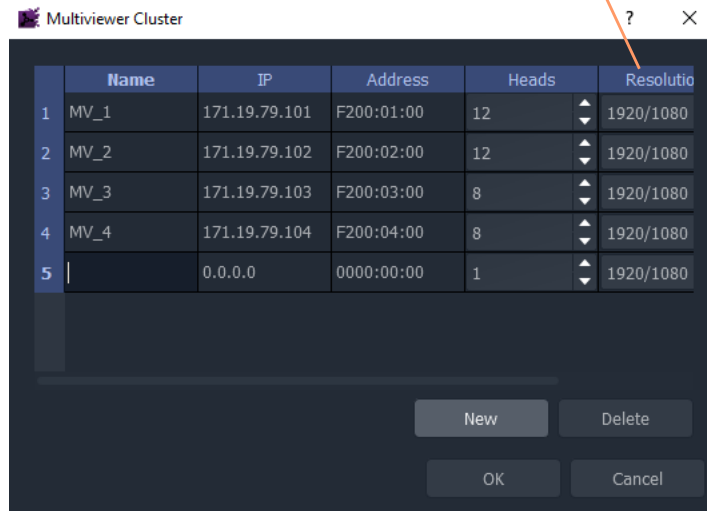 Multiviewer Cluster ? ×
Name IP Address Heads Resolutio
1 MV_1 171.19.79.101 F200:01:00 12 1920/1080
2 MV_2 171.19.79.102 F200:02:00 12 1920/1080
3 MV_3 171.19.79.103 F200:03:00 8 1920/1080
4 MV_4 171.19.79.104 F200:04:00 8 1920/1080
5 0.0.0.0 0000:00:00 1 1920/1080
New Delete
OK Cancel